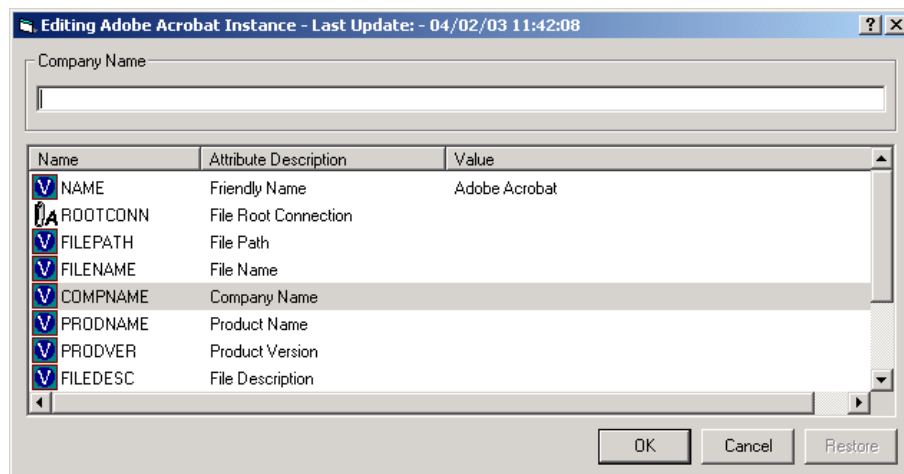 Editing Adobe Acrobat Instance - Last Update: - 04/02/03 11:42:08
Company Name
Name Attribute Description Value
V NAME Friendly Name Adobe Acrobat
A ROOTCONN File Root Connection
V FILEPATH File Path
V FILENAME File Name
V COMPNAME Company Name
V PRODNAME Product Name
V PRODVER Product Version
V FILEDESC File Description
OK Cancel Restore